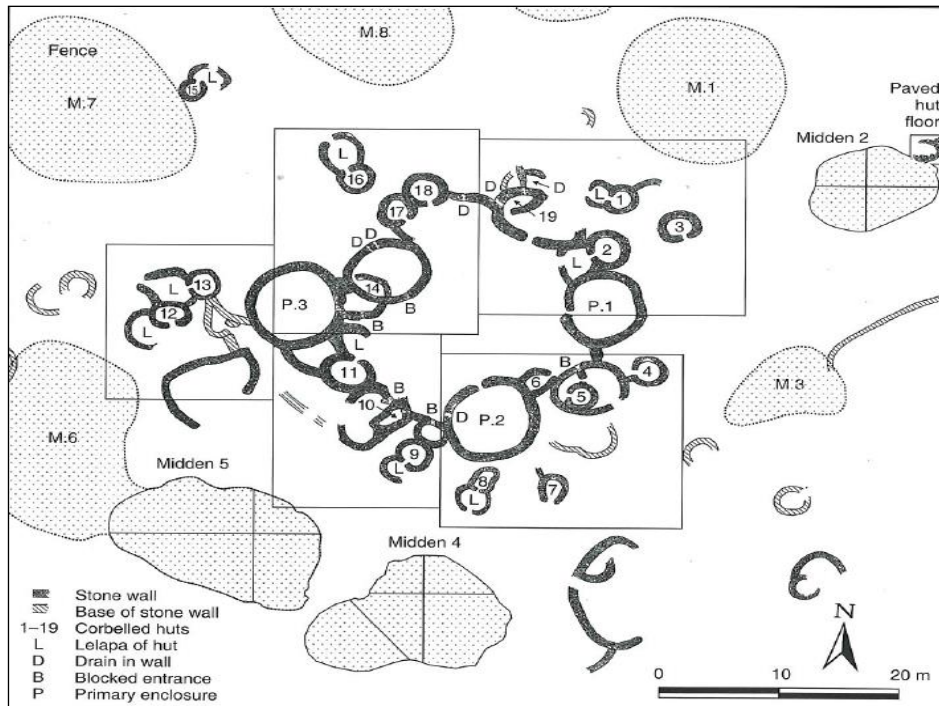 M.8
Fence
M.7
L
15
M.1
Paved
hut
floor
Midden 2
L
16
18
17
D
D
D
19
L
1
3
D
D
2
L
14
B
P.3
P.1
13
L
12
L
B
L
11
B
10
B
9
L
D
P.2
6
B
5
4
8
L
7
M.3
M.6
Midden 5
Midden 4
Stone wall
Base of stone wall
1–19 Corbelled huts
L Lelapa of hut
D Drain in wall
B Blocked entrance
P Primary enclosure
N
0 10 20 m